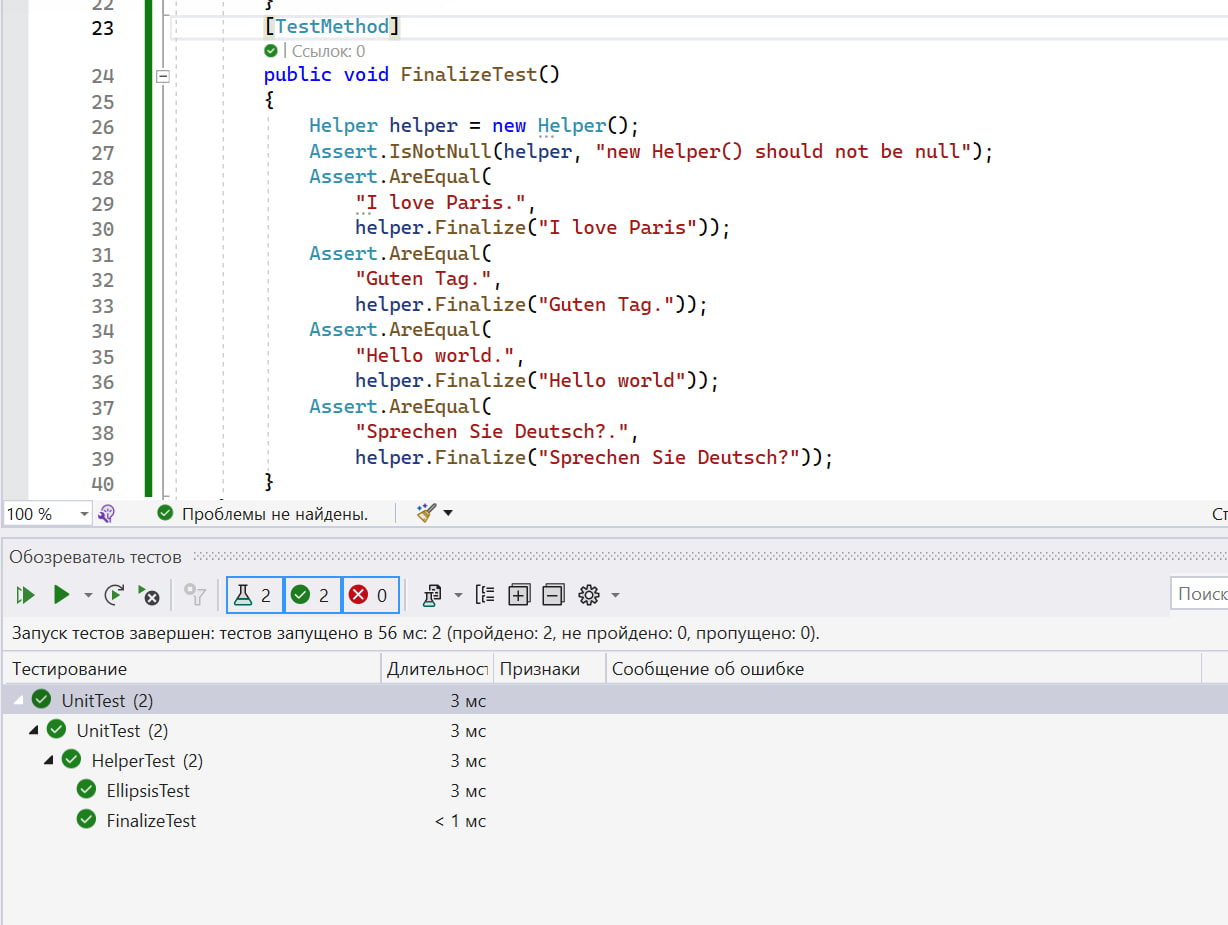 22 }
23 [TestMethod]
Ссылок: 0
24 public void FinalizeTest()
25 {
26 Helper helper = new Helper();
27 Assert.IsNotNull(helper, "new Helper() should not be null");
28 Assert.AreEqual(
29 "I love Paris.",
30 helper.Finalize("I love Paris"));
31 Assert.AreEqual(
32 "Guten Tag.",
33 helper.Finalize("Guten Tag."));
34 Assert.AreEqual(
35 "Hello world.",
36 helper.Finalize("Hello world"));
37 Assert.AreEqual(
38 "Sprechen Sie Deutsch?.",
39 helper.Finalize("Sprechen Sie Deutsch?"));
40 }
100 % Проблемы не найдены. Ст
Обозреватель тестов
2 2 0 Поиск
Запуск тестов завершен: тестов запущено в 56 мс: 2 (пройдено: 2, не пройдено: 0, пропущено: 0).
Тестирование Длительност Признаки Сообщение об ошибке
UnitTest (2) 3 мс
UnitTest (2) 3 мс
HelperTest (2) 3 мс
EllipsisTest 3 мс
FinalizeTest < 1 мс